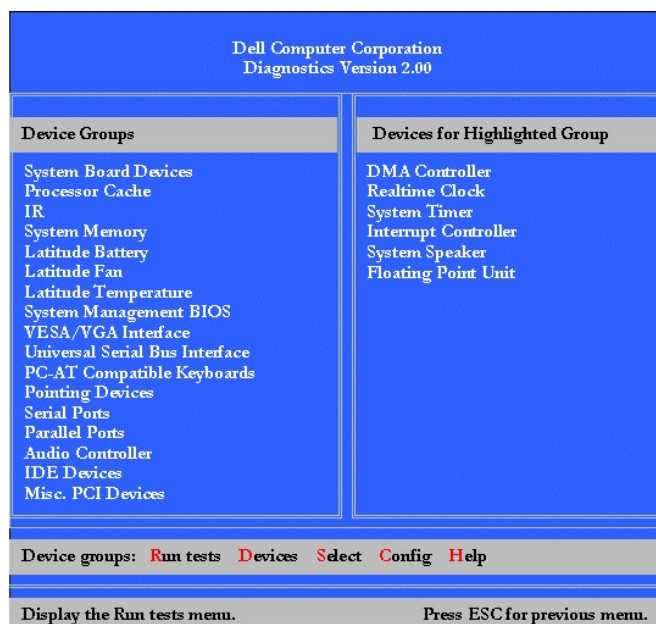 Dell Computer Corporation
Diagnostics Version 2.00
Device Groups
System Board Devices
Processor Cache
IR
System Memory
Latitude Battery
Latitude Fan
Latitude Temperature
System Management BIOS
VESA/VGA Interface
Universal Serial Bus Interface
PC-AT Compatible Keyboards
Pointing Devices
Serial Ports
Parallel Ports
Audio Controller
IDE Devices
Misc. PCI Devices
Devices for Highlighted Group
DMA Controller
Realtime Clock
System Timer
Interrupt Controller
System Speaker
Floating Point Unit
Device groups: Run tests Devices Select Config Help
Display the Run tests menu. Press ESC for previous menu.